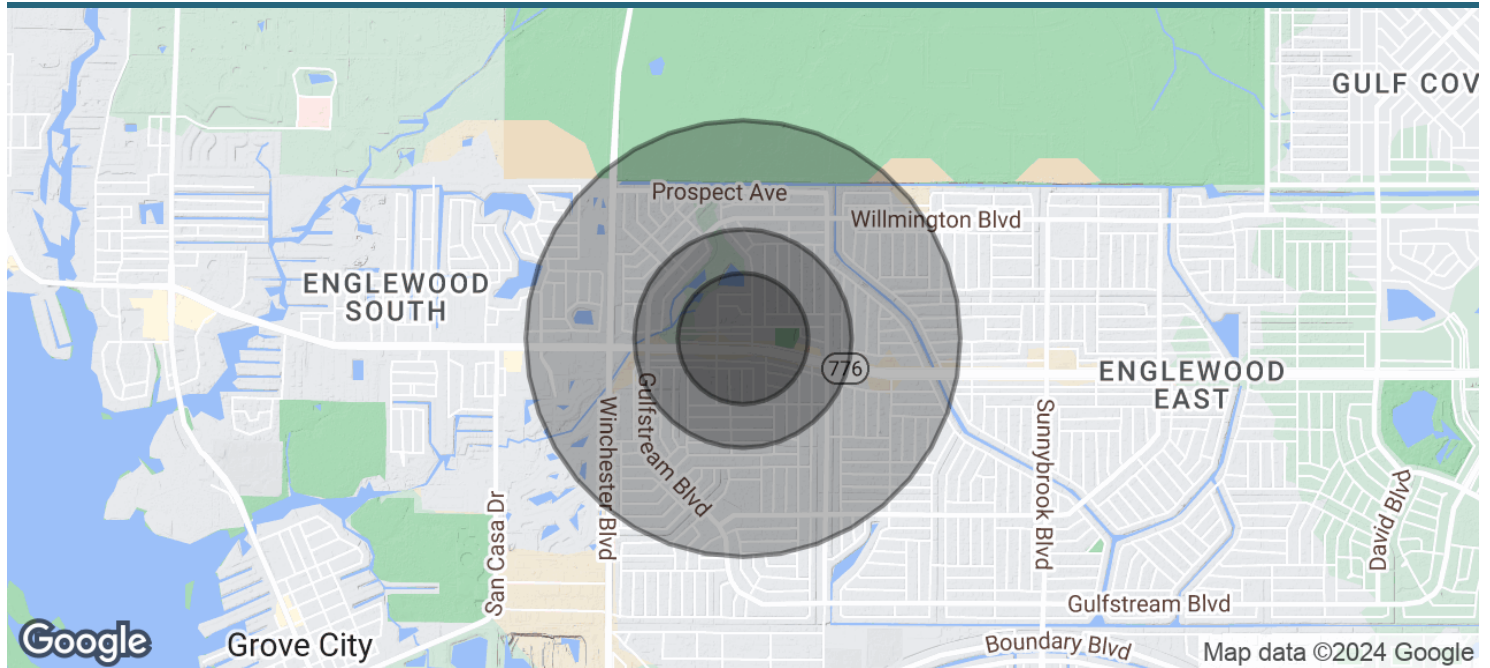 GULF COV
Prospect Ave
Willmington Blvd
ENGLEWOOD
SOUTH
776
ENGLEWOOD
EAST
Gulfstream Blvd
Winchester Blvd
Sunnybrook Blvd
David Blvd
San Casa Dr
Gulfstream Blvd
Boundary Blvd
Grove City
Google
Map data ©2024 Google